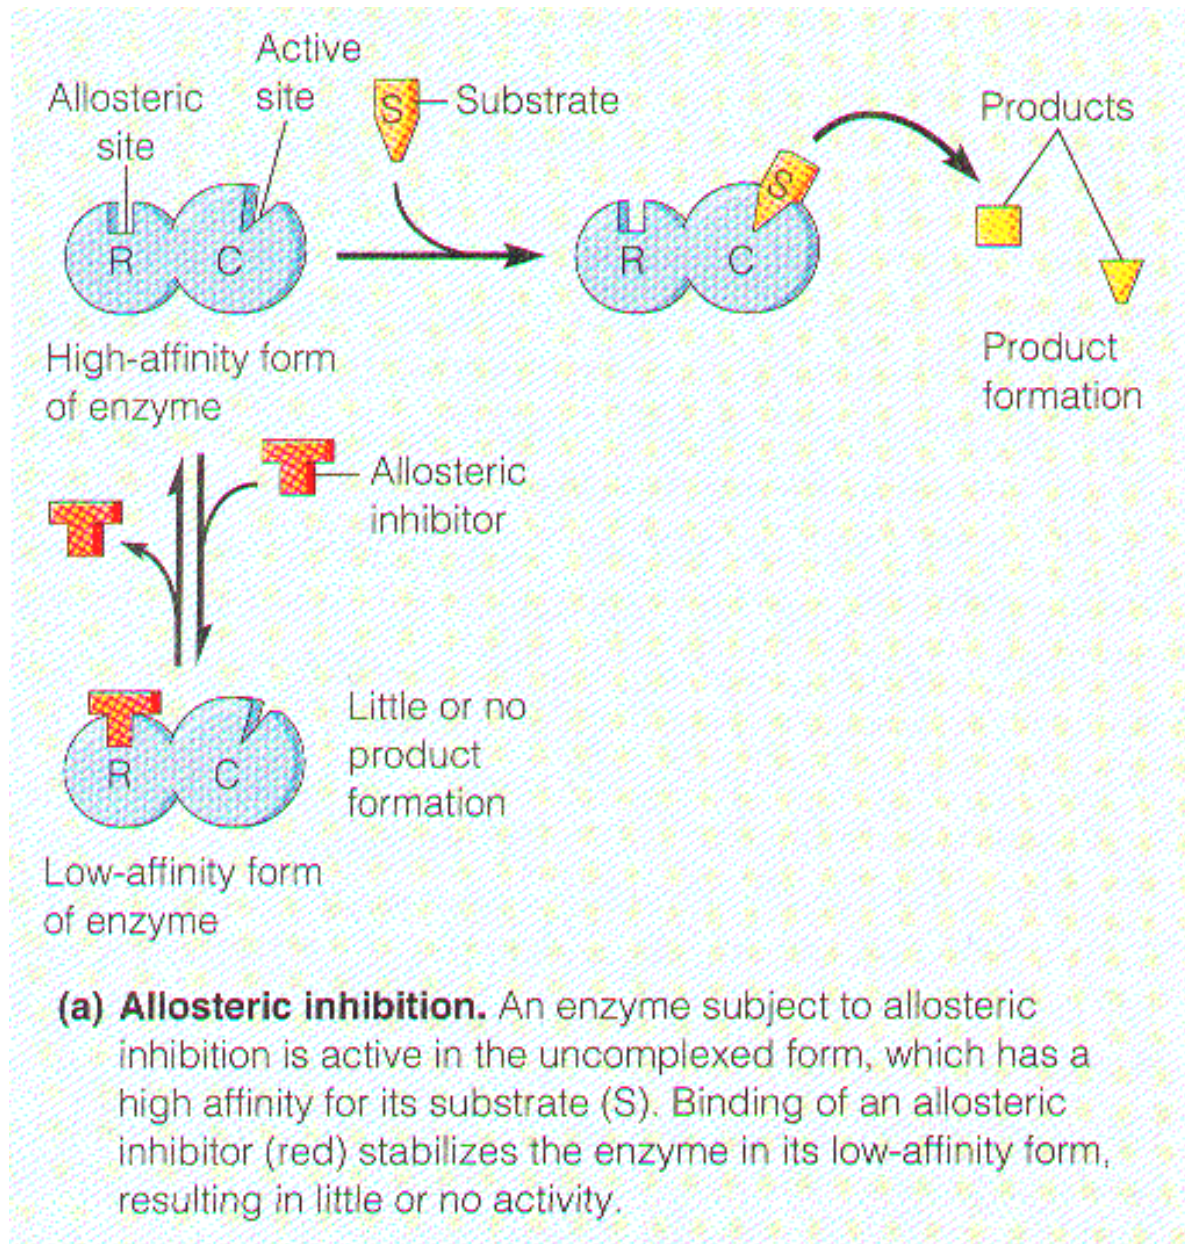 Active
site
Allosteric
site
S
Substrate
Products
R
C
S
R
C
High-affinity form
of enzyme
Product
formation
Allosteric
inhibitor
R
C
Little or no
product
formation
Low-affinity form
of enzyme
(a) Allosteric inhibition. An enzyme subject to allosteric
inhibition is active in the uncomplexed form, which has a
high affinity for its substrate (S). Binding of an allosteric
inhibitor (red) stabilizes the enzyme in its low-affinity form,
resulting in little or no activity.